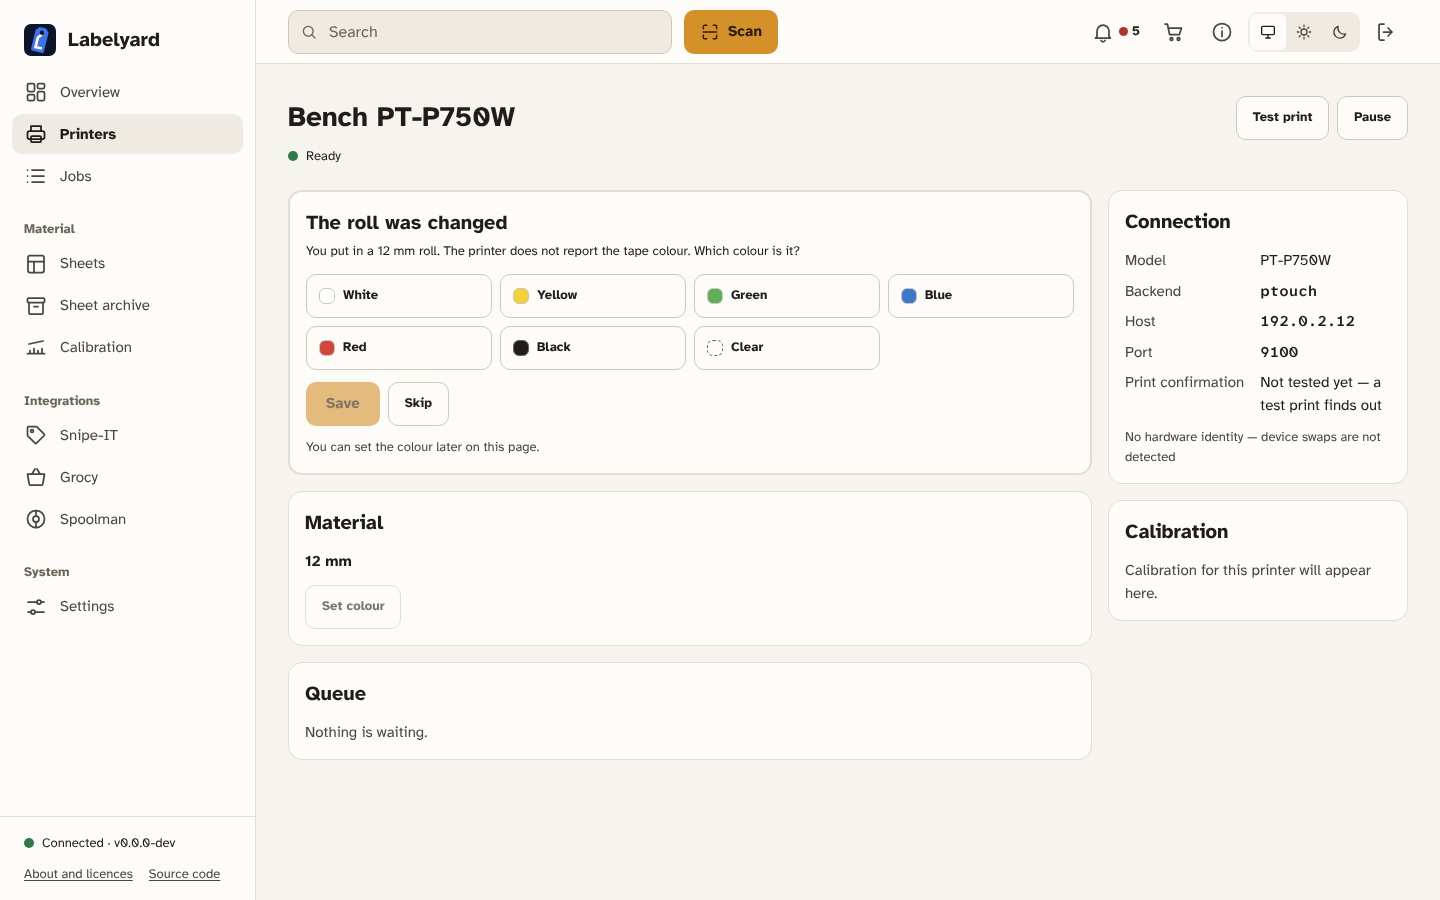 Labelyard
Overview
Printers
Jobs
Material
Sheets
Sheet archive
Calibration
Integrations
Snipe-IT
Grocy
Spoolman
System
Settings
Connected · v0.0.0-dev
About and licences Source code
Search
Scan
5
Bench PT-P750W
Ready
Test print
Pause
The roll was changed
You put in a 12 mm roll. The printer does not report the tape colour. Which colour is it?
White
Yellow
Green
Blue
Red
Black
Clear
Save
Skip
You can set the colour later on this page.
Material
12 mm
Set colour
Queue
Nothing is waiting.
Connection
Model PT-P750W
Backend ptouch
Host 192.0.2.12
Port 9100
Print confirmation Not tested yet — a
test print finds out
No hardware identity — device swaps are not
detected
Calibration
Calibration for this printer will appear
here.